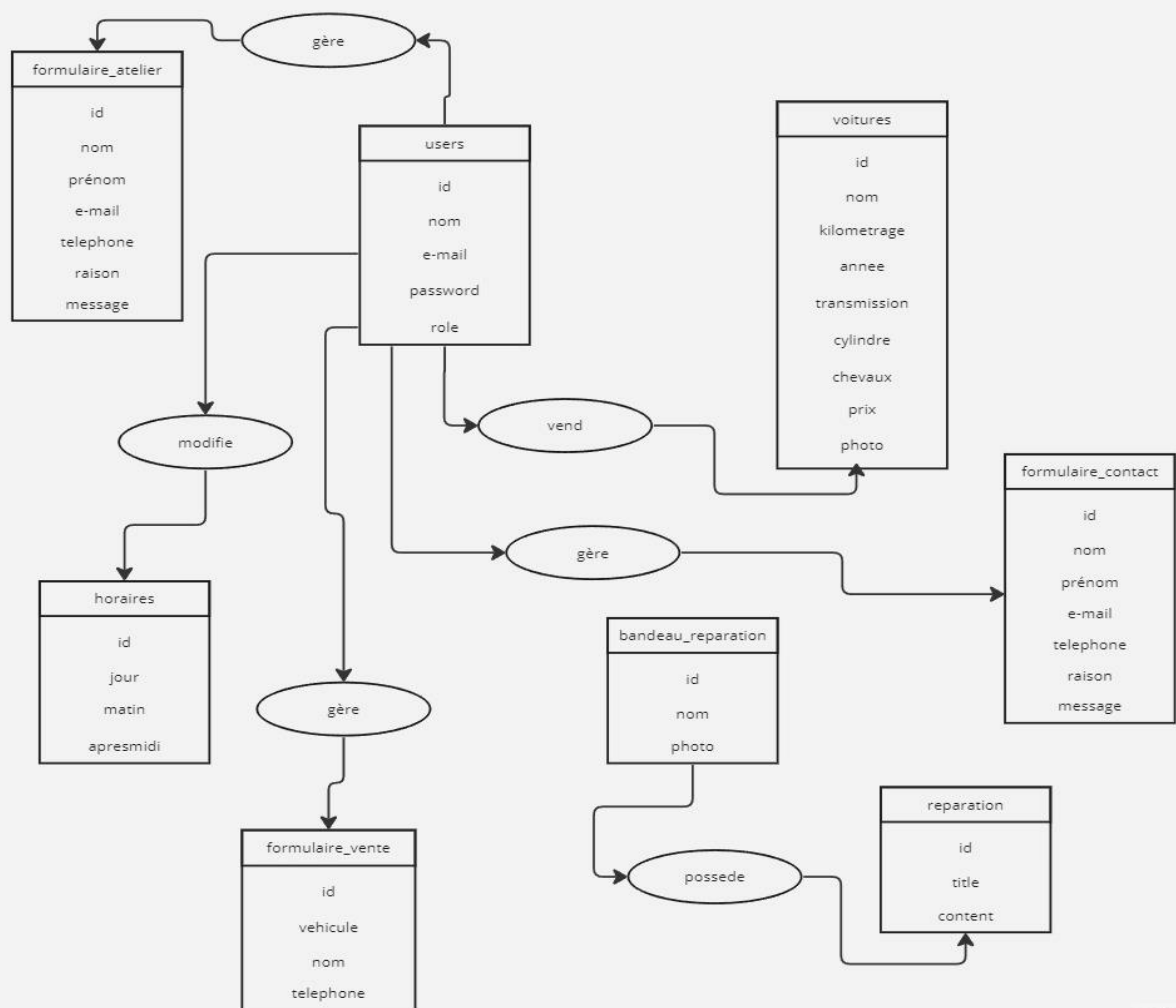 gère
formulaire_atelier
id
nom
prénom
e-mail
telephone
raison
message
users
id
nom
e-mail
password
role
voitures
id
nom
kilometrage
annee
transmission
cylindre
chevaux
prix
photo
modifie
vend
gère
formulaire_contact
id
nom
prénom
e-mail
telephone
raison
message
horaires
id
jour
matin
apresmidi
gère
bandeau_reparation
id
nom
photo
formulaire_vente
id
vehicule
nom
telephone
possede
reparation
id
title
content